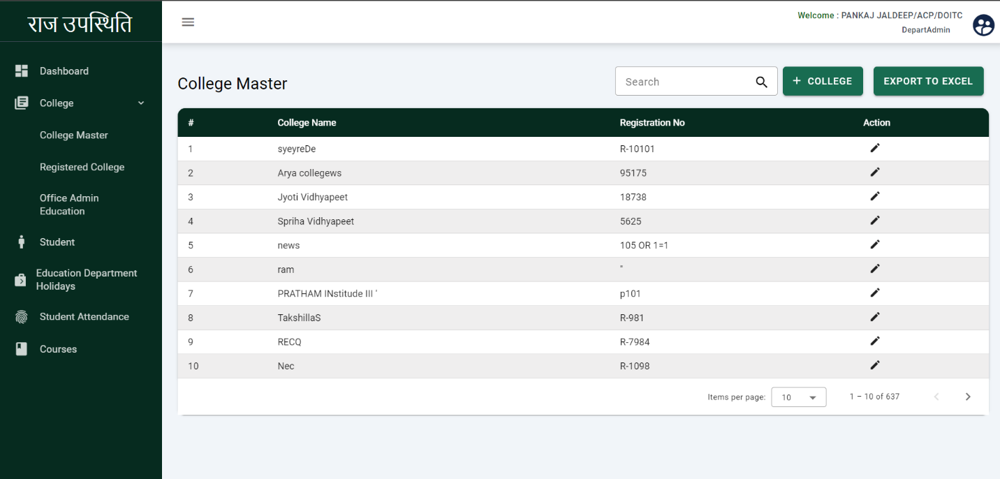 राज उपस्थिति
Welcome : PANKAJ JALDEEP/ACP/DOITC
DepartAdmin
Dashboard
College
College Master
Registered College
Office Admin
Education
Student
Education Department
Holidays
Student Attendance
Courses
College Master
Search
+ COLLEGE
EXPORT TO EXCEL
# College Name Registration No Action
1 syeyreDe R-10101
2 Arya collegews 95175
3 Jyoti Vidhyapeet 18738
4 Spriha Vidhyapeet 5625
5 news 105 OR 1=1
6 ram "
7 PRATHAM INstitude III ' p101
8 TakshillaS R-981
9 RECQ R-7984
10 Nec R-1098
Items per page: 10 1 – 10 of 637